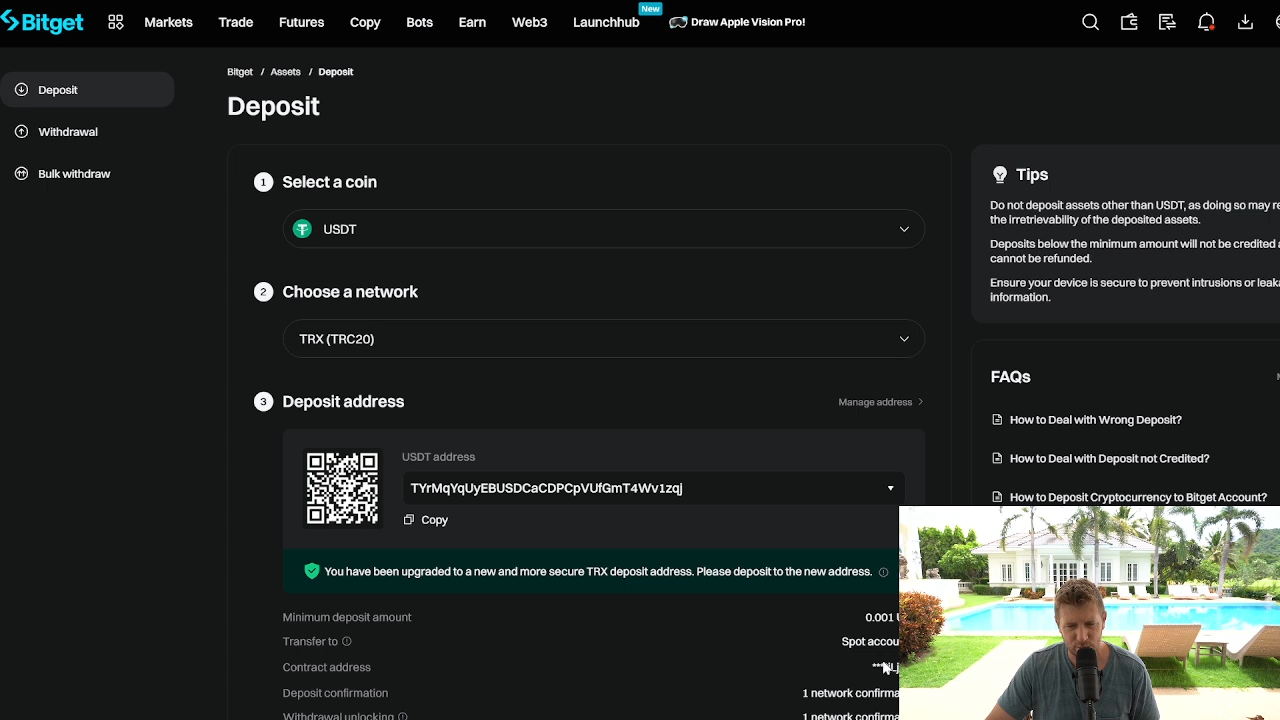 Bitget
Markets
Trade
Futures
Copy
Bots
Earn
Web3
Launchhub
New
Draw Apple Vision Pro!
Deposit
Withdrawal
Bulk withdraw
Bitget / Assets / Deposit
Deposit
1 Select a coin
USDT
2 Choose a network
TRX (TRC20)
3 Deposit address
Manage address >
USDT address
TYrMqYqUyEBUSDCaCDPCpVUfGmT4Wv1zqj
Copy
You have been upgraded to a new and more secure TRX deposit address. Please deposit to the new address.
Minimum deposit amount
0.001
Transfer to
Spot accou
Contract address
Deposit confirmation
1 network confirma
Withdrawal unlocking
1 network confirma
Tips
Do not deposit assets other than USDT, as doing so may re
the irretrievability of the deposited assets.
Deposits below the minimum amount will not be credited a
cannot be refunded.
Ensure your device is secure to prevent intrusions or leaka
information.
FAQs
How to Deal with Wrong Deposit?
How to Deal with Deposit not Credited?
How to Deposit Cryptocurrency to Bitget Account?